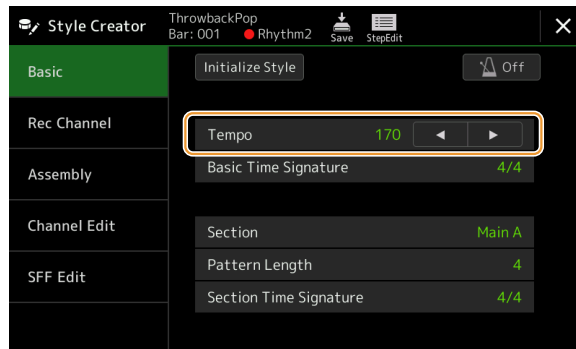 Style Creator
ThrowbackPop
Bar: 001 Rhythm2
Save
StepEdit
Basic
Initialize Style
Off
Rec Channel
Tempo 170
Assembly
Basic Time Signature 4/4
Channel Edit
Section Main A
Pattern Length 4
SFF Edit
Section Time Signature 4/4